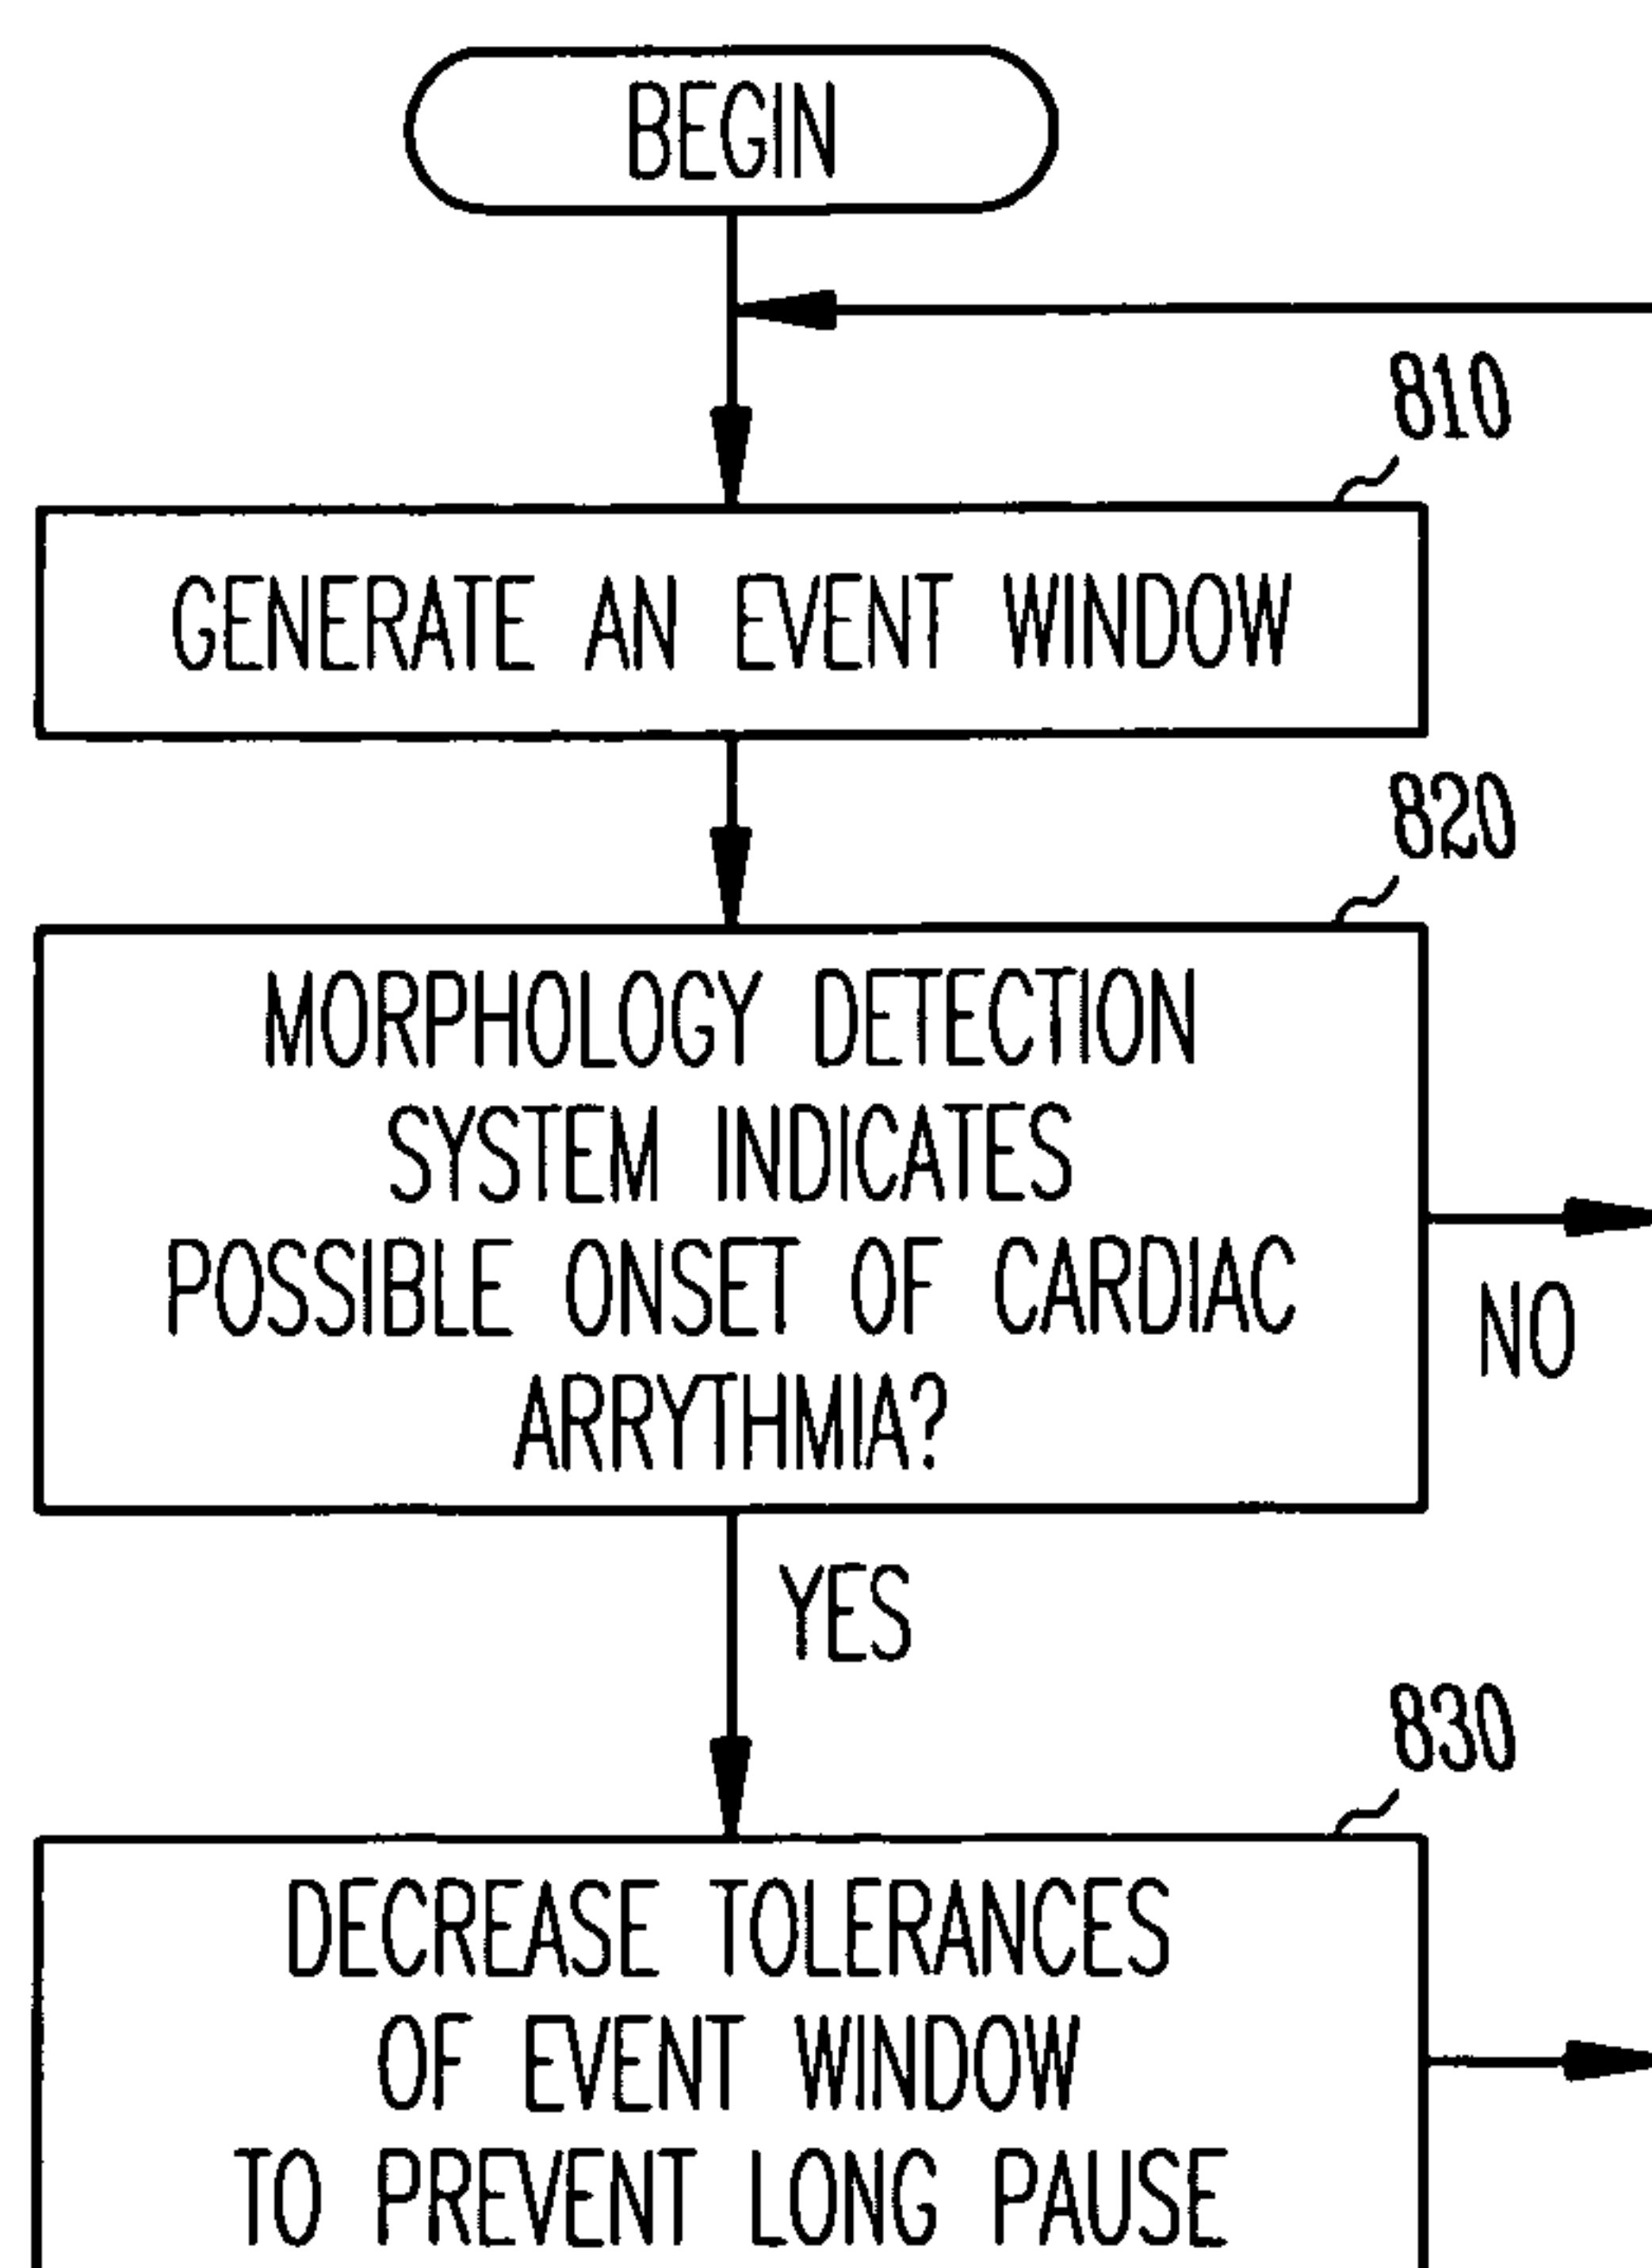 BEGIN
810
GENERATE AN EVENT WINDOW
820
MORPHOLOGY DETECTION
SYSTEM INDICATES
POSSIBLE ONSET OF CARDIAC
ARRYTHMIA?
NO
YES
830
DECREASE TOLERANCES
OF EVENT WINDOW
TO PREVENT LONG PAUSE